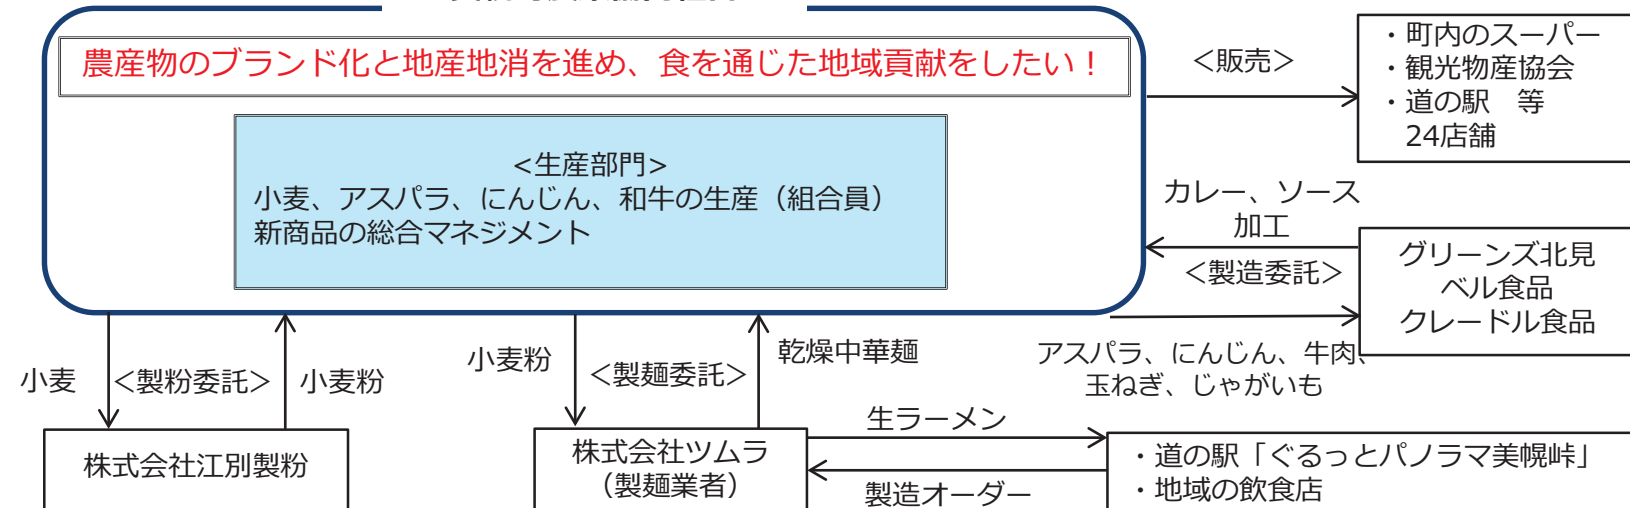 農産物のブランド化と地産地消を進め、食を通じた地域貢献をしたい！
<生産部門>
小麦、アスパラ、にんじん、和牛の生産（組合員）
新商品の総合マネジメント
＜販売＞
・町内のスーパー
・観光物産協会
・道の駅　等
24店舗
カレー、ソース
加工
＜製造委託＞
グリーンズ北見
ベル食品
クレードル食品
アスパラ、にんじん、牛肉、
玉ねぎ、じゃがいも
小麦
＜製粉委託＞
小麦粉
小麦粉
＜製麺委託＞
乾燥中華麺
株式会社江別製粉
株式会社ツムラ
（製麺業者）
生ラーメン
製造オーダー
・道の駅「ぐるっとパノラマ美幌峠」
・地域の飲食店